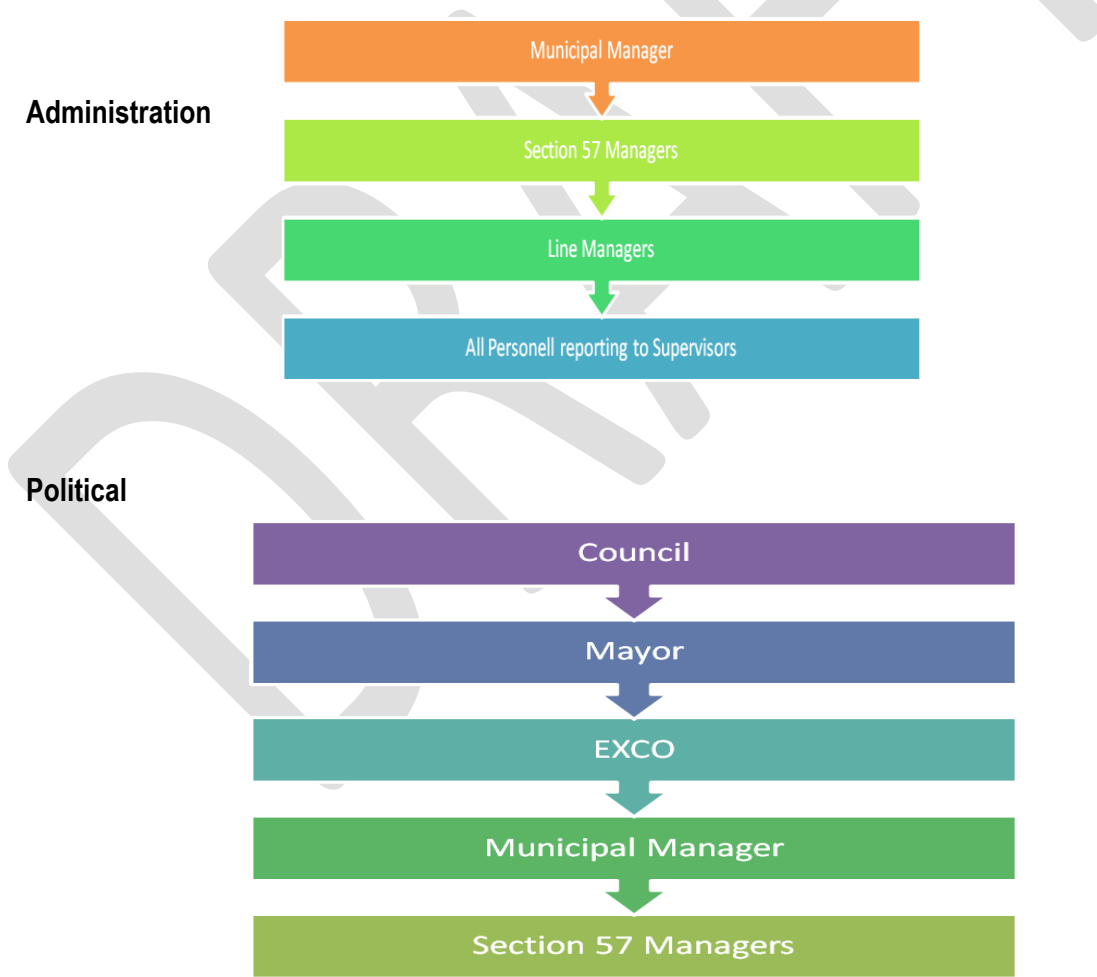 Administration
Municipal Manager
Section 57 Managers
Line Managers
All Personell reporting to Supervisors
Political
Council
Mayor
EXCO
Municipal Manager
Section 57 Managers